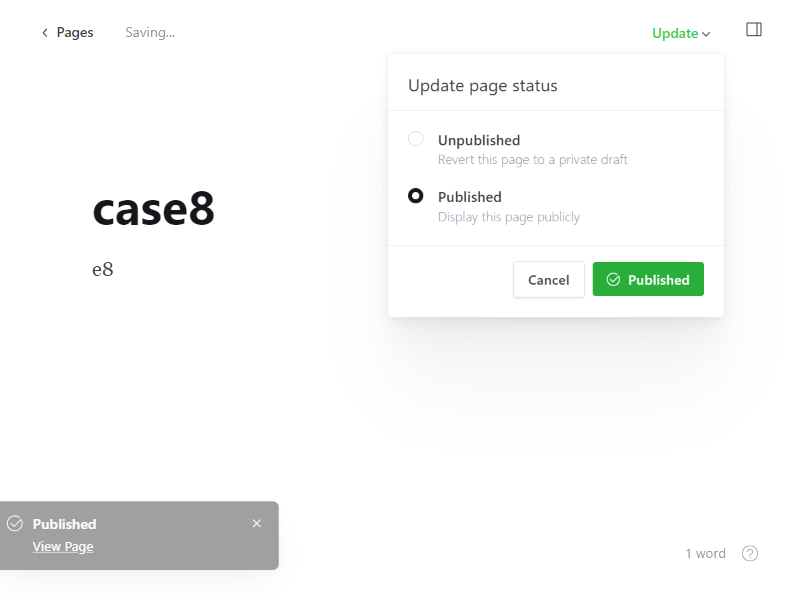 Pages
Saving...
Update
Update page status
Unpublished
Revert this page to a private draft
Published
Display this page publicly
Cancel
Published
case8
e8
Published
View Page
1 word
?